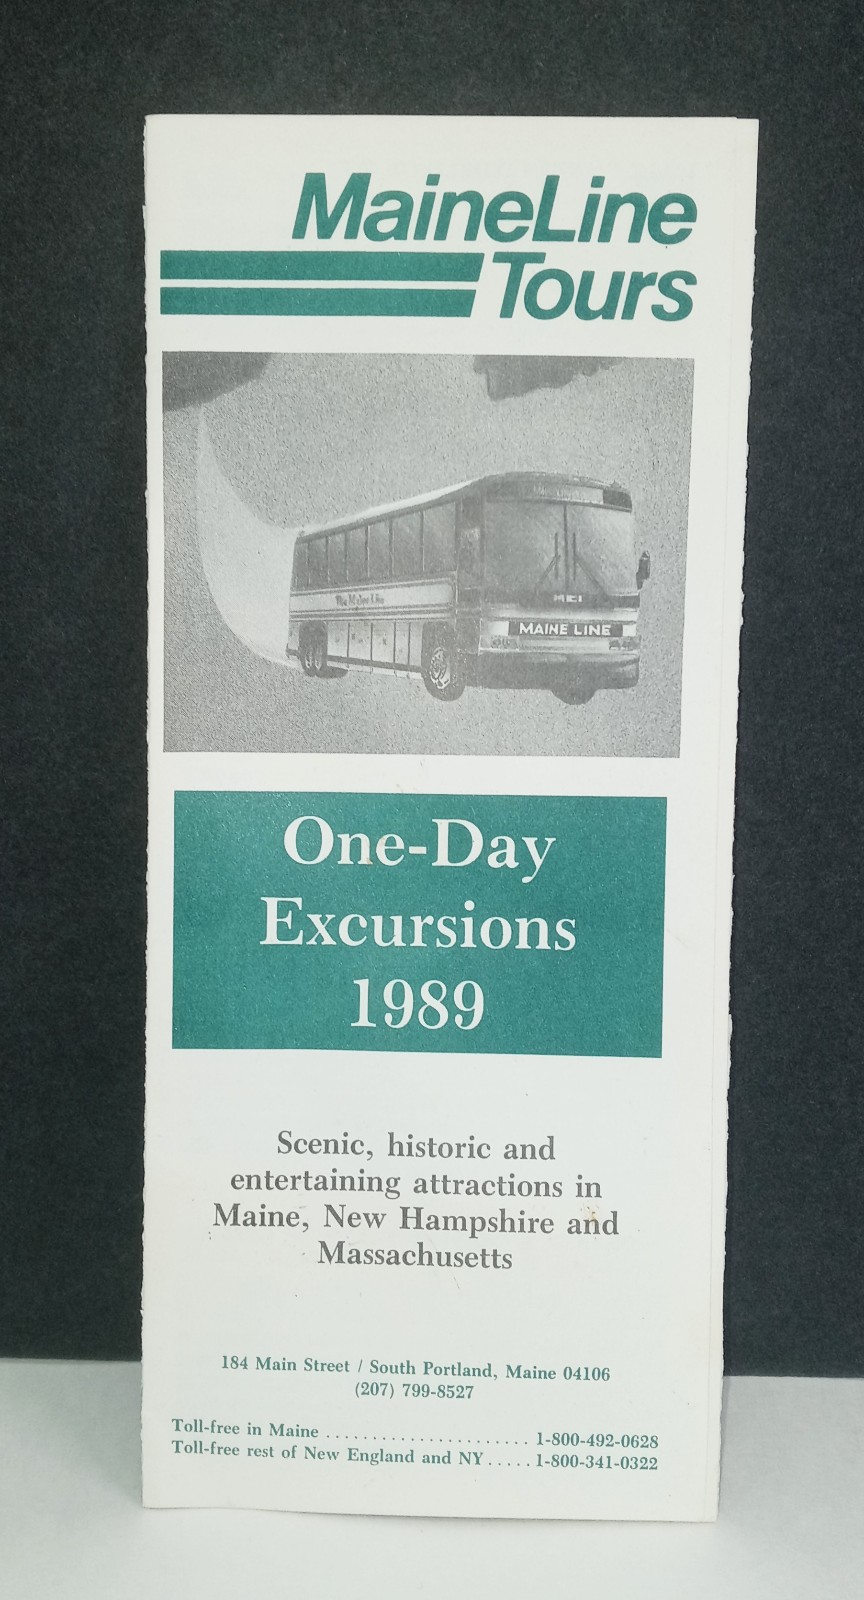 MaineLine
Tours
The Maine Line
MCI
MAINE LINE
One-Day
Excursions
1989
Scenic, historic and
entertaining attractions in
Maine, New Hampshire and
Massachusetts
184 Main Street / South Portland, Maine 04106
(207) 799-8527
Toll-free in Maine ...................... 1-800-492-0628
Toll-free rest of New England and NY ..... 1-800-341-0322